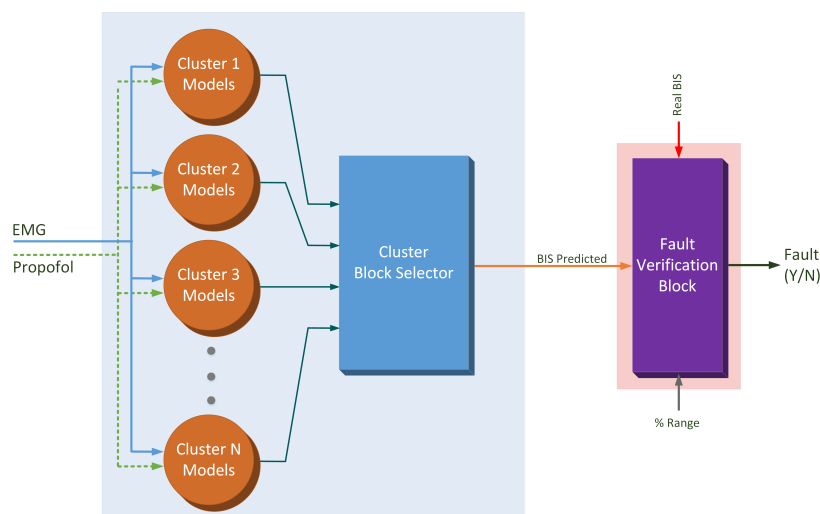 Cluster 1
Models
Cluster 2
Models
EMG
Propofol
Cluster 3
Models
Cluster N
Models
Cluster
Block Selector
BIS Predicted
Real BIS
Fault
Verification
Block
% Range
Fault
(Y/N)